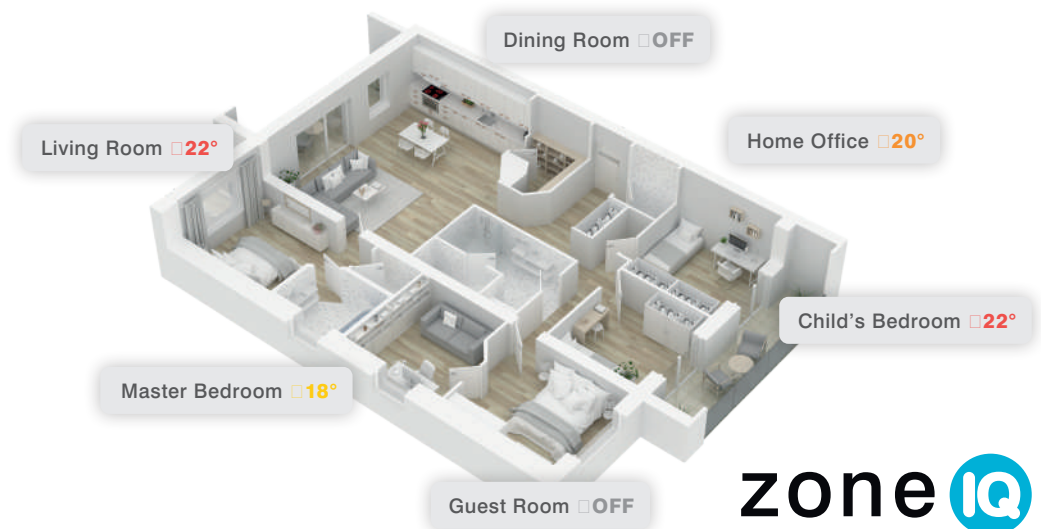 Dining Room □OFF
Living Room □22°
Home Office □20°
Child's Bedroom □22°
Master Bedroom □18°
Guest Room □OFF
zone IQ